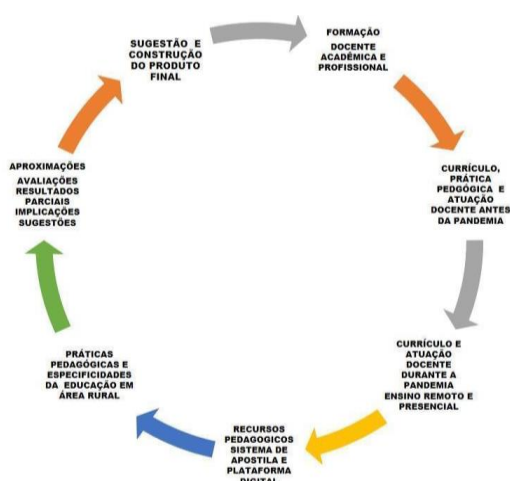 FORMAÇÃO
DOCENTE
ACADÊMICA E
PROFISSIONAL
CURRÍCULO,
PRÁTICA
PEDGÓGICA E
ATUAÇÃO
DOCENTE ANTES
DA PANDEMIA
CURRÍCULO E
ATUAÇÃO
DOCENTE
DURANTE A
PANDEMIA
ENSINO REMOTO E
PRESENCIAL
RECURSOS
PEDAGOGICOS
SISTEMA DE
APOSTILA E
PLATAFORMA
DIGITAL
PRÁTICAS
PEDAGÓGICAS E
ESPECIFICIDADES
DA EDUCAÇÃO EM
ÁREA RURAL
APROXIMAÇÕES
AVALIAÇÕES
RESULTADOS
PARCIAIS
IMPLICAÇÕES
SUGESTÕES
SUGESTÃO E
CONSTRUÇÃO
DO PRODUTO
FINAL